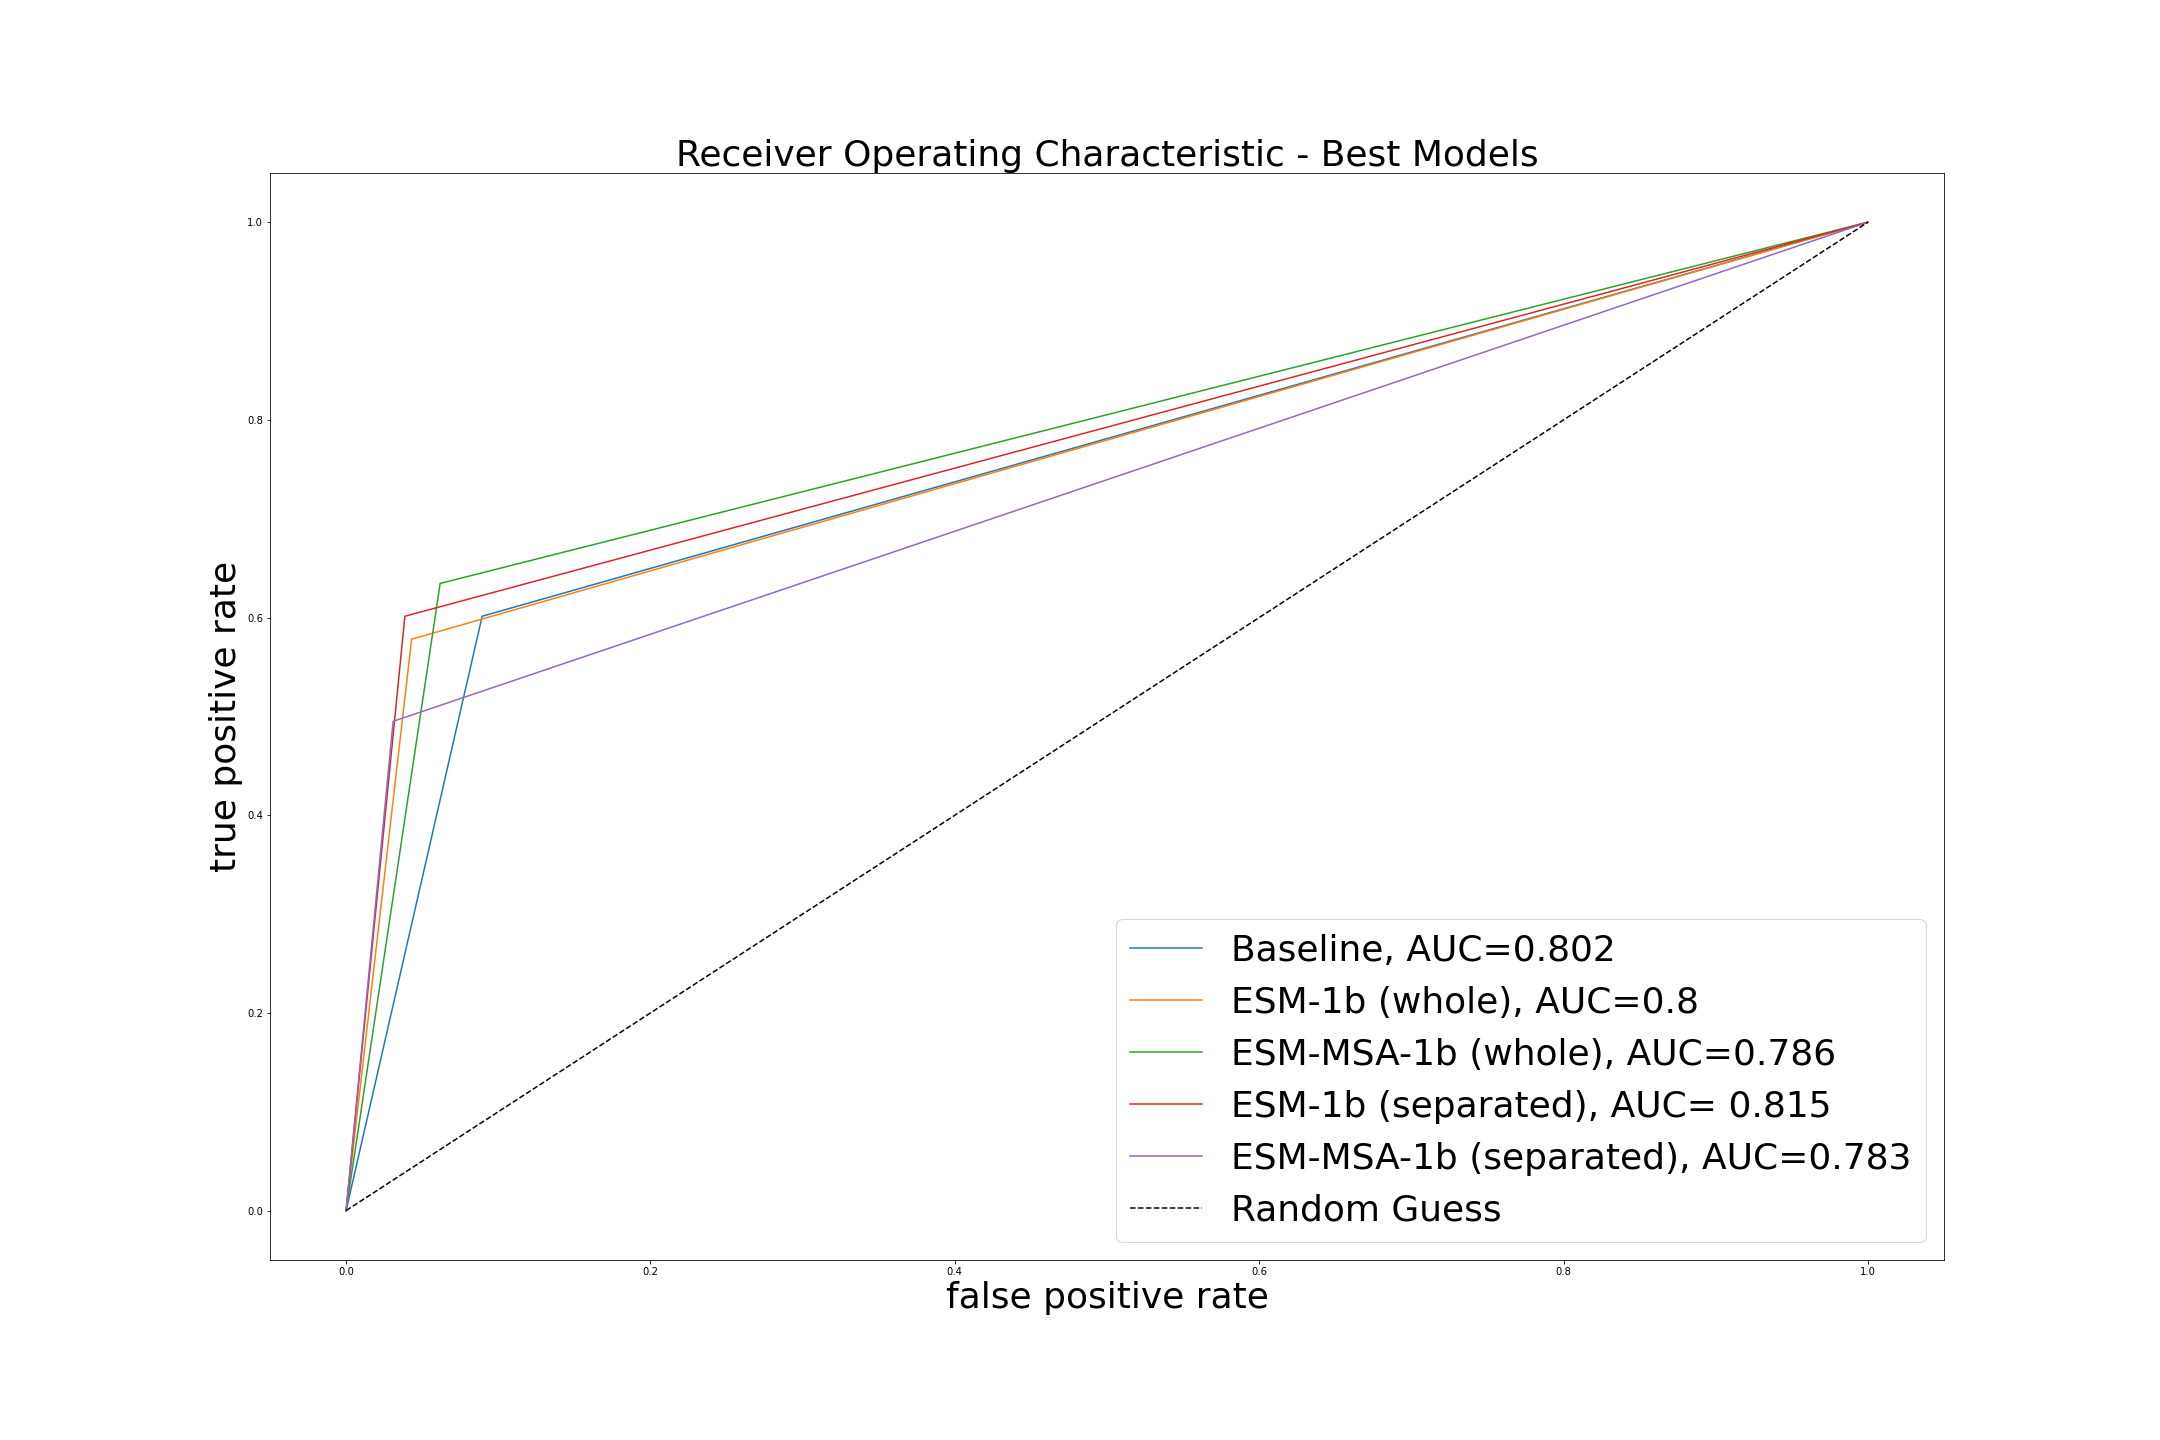 Receiver Operating Characteristic - Best Models
1.0
0.8
0.6
0.4
0.2
0.0
true positive rate
0.0 0.2 0.4 0.6 0.8 1.0
false positive rate
Baseline, AUC=0.802
ESM-1b (whole), AUC=0.8
ESM-MSA-1b (whole), AUC=0.786
ESM-1b (separated), AUC= 0.815
ESM-MSA-1b (separated), AUC=0.783
Random Guess